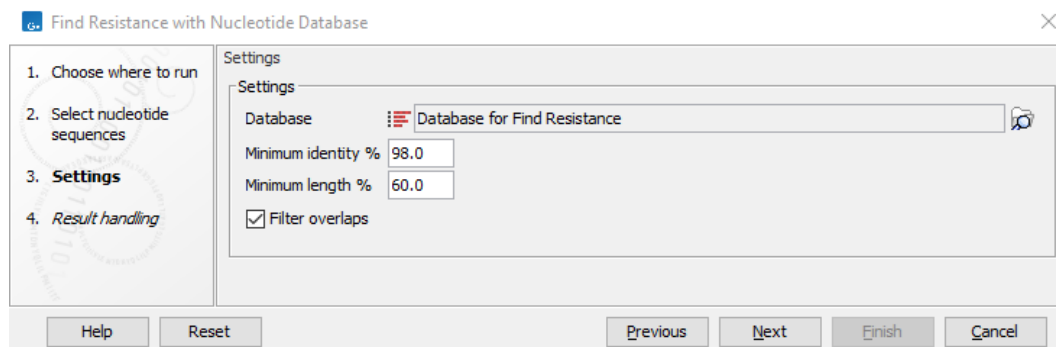 G.
Find Resistance with Nucleotide Database
1. Choose where to run
2. Select nucleotide
sequences
3. Settings
4. Result handling
Settings
Settings
Database
Database for Find Resistance
Minimum identity % 98.0
Minimum length % 60.0
Filter overlaps
Help
Reset
Previous
Next
Finish
Cancel